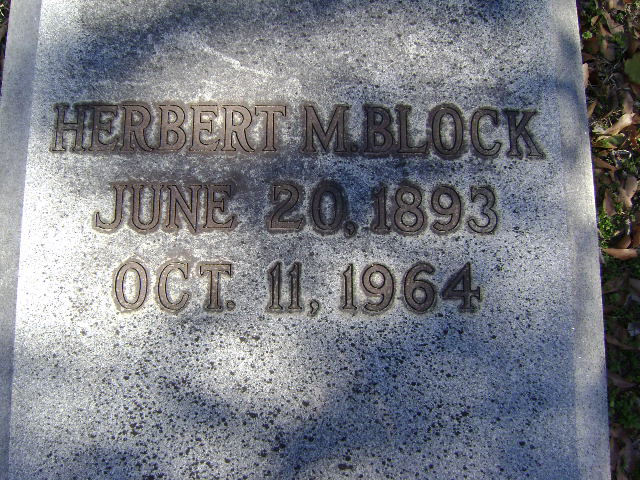 HERBERT M. BLOCK
JUNE 20, 1893
OCT. 11, 1964